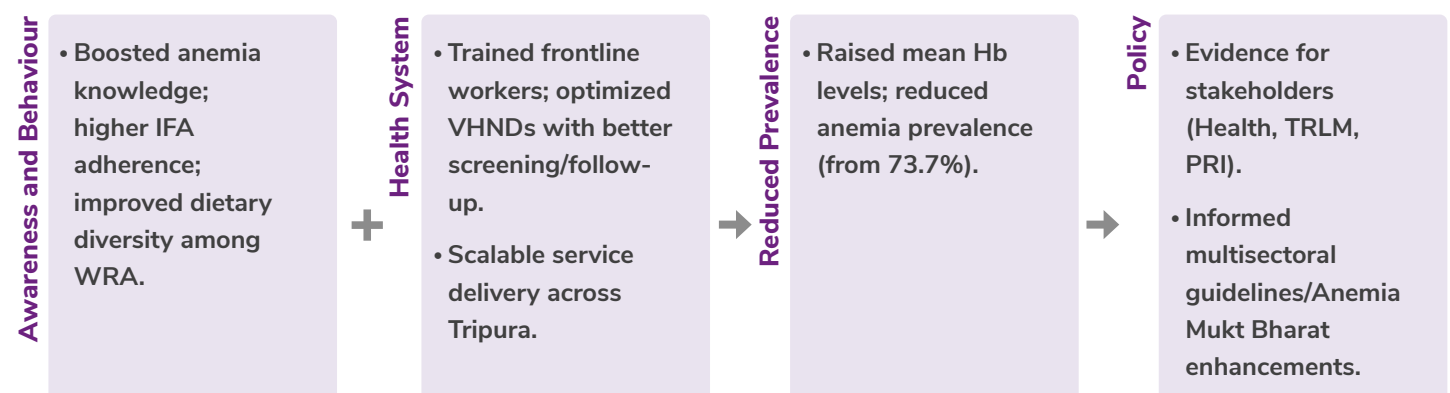 Awareness and Behaviour
• Boosted anemia
knowledge;
higher IFA
adherence;
improved dietary
diversity among
WRA.
Health System
• Trained frontline
workers; optimized
VHNDs with better
screening/follow-
up.
• Scalable service
delivery across
Tripura.
Reduced Prevalence
• Raised mean Hb
levels; reduced
anemia prevalence
(from 73.7%).
Policy
• Evidence for
stakeholders
(Health, TRLM,
PRI).
• Informed
multisectoral
guidelines/Anemia
Mukt Bharat
enhancements.